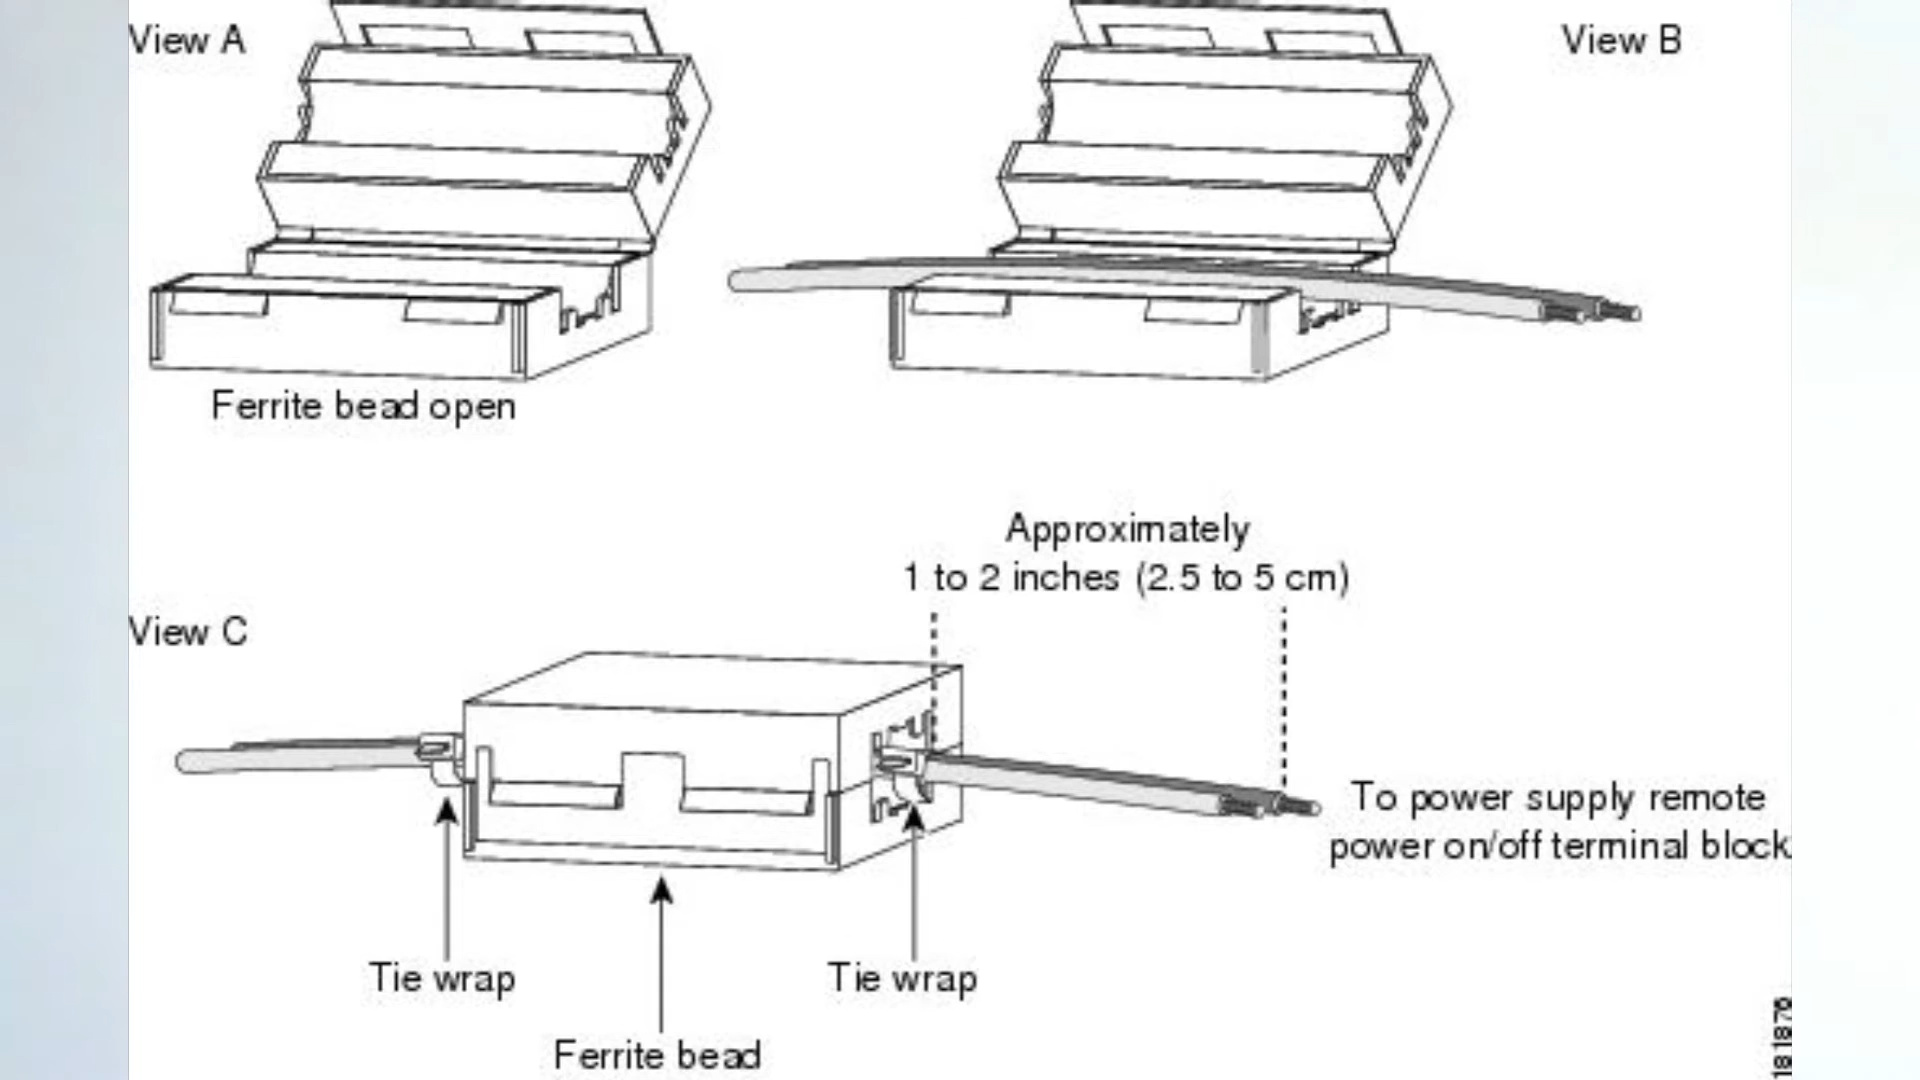 View A
View B
Ferrite bead open
Approximately
1 to 2 inches (2.5 to 5 cm)
View C
To power supply remote
power on/off terminal block
Tie wrap
Tie wrap
Ferrite bead
181876